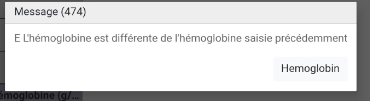 Message (474)
E L'hémoglobine est différente de l'hémoglobine saisie précédemment
Hemoglobin
émoglobine (g/...